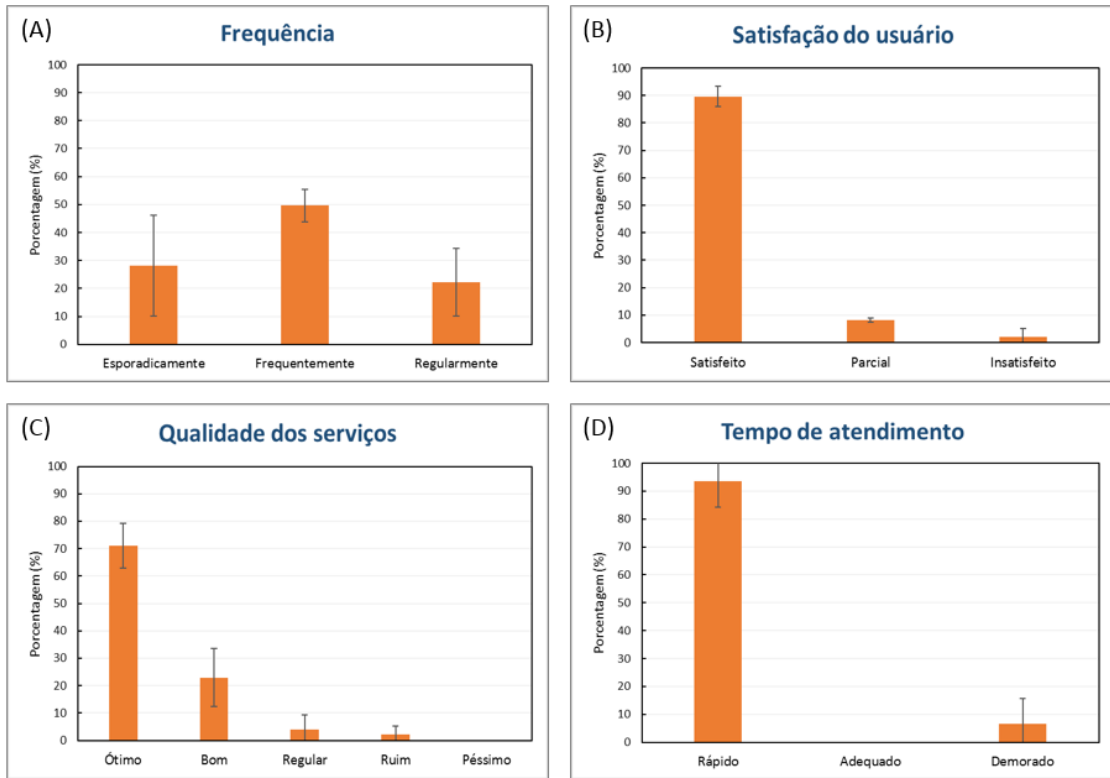 (A)
Frequência
Porcentagem (%)
100
90
80
70
60
50
40
30
20
10
0
Esporadicamente Frequentemente Regularmente
(B)
Satisfação do usuário
Porcentagem (%)
100
90
80
70
60
50
40
30
20
10
0
Satisfeito Parcial Insatisfeito
(C)
Qualidade dos serviços
Porcentagem (%)
100
90
80
70
60
50
40
30
20
10
0
Ótimo Bom Regular Ruim Péssimo
(D)
Tempo de atendimento
Porcentagem (%)
100
90
80
70
60
50
40
30
20
10
0
Rápido Adequado Demorado